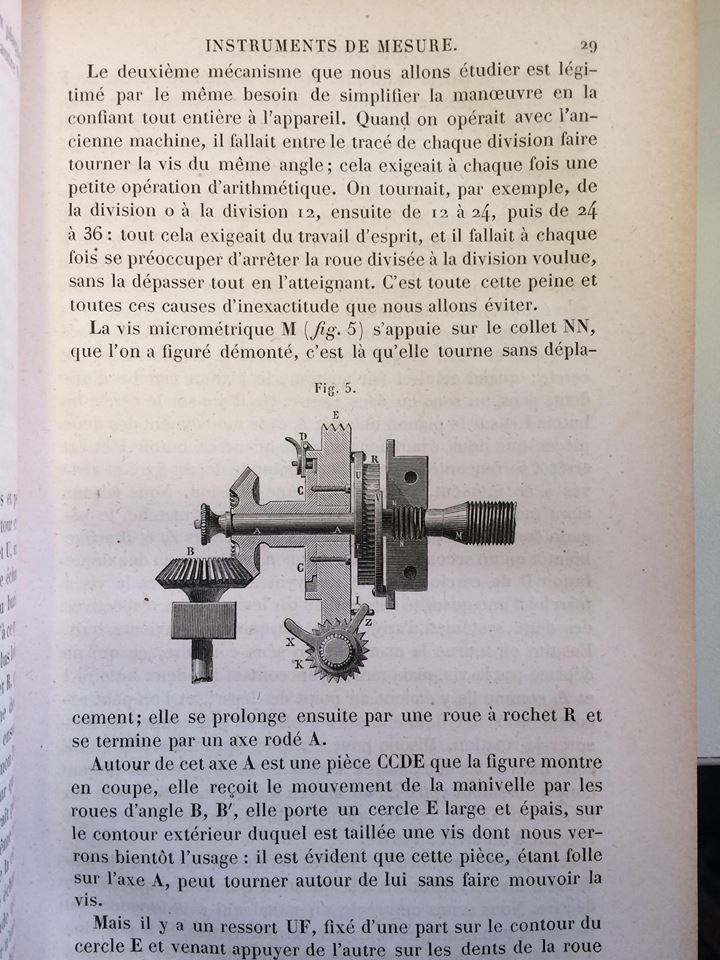 INSTRUMENTS DE MESURE. 29
Le deuxième mécanisme que nous allons étudier est légi-
timé par le même besoin de simplifier la manœuvre en la
confiant tout entière à l'appareil. Quand on opérait avec l'an-
cienne machine, il fallait entre le tracé de chaque division faire
tourner la vis du même angle; cela exigeait à chaque fois une
petite opération d'arithmétique. On tournait, par exemple, de
la division 0 à la division 12, ensuite de 12 à 24, puis de 24
à 36 : tout cela exigeait du travail d'esprit, et il fallait à chaque
fois se préoccuper d'arrêter la roue divisée à la division voulue,
sans la dépasser tout en l'atteignant. C'est toute cette peine et
toutes ces causes d'inexactitude que nous allons éviter.
La vis micrométrique M (fig. 5) s'appuie sur le collet NN,
que l'on a figuré démonté, c'est là qu'elle tourne sans dépla-
Fig. 5.
E
D
R
C
U
N
A A
M
N
B
C
I
Z
X
K
cement; elle se prolonge ensuite par une roue à rochet R et
se termine par un axe rodé A.
Autour de cet axe A est une pièce CCDE que la figure montre
en coupe, elle reçoit le mouvement de la manivelle par les
roues d'angle B, B', elle porte un cercle E large et épais, sur
le contour extérieur duquel est taillée une vis dont nous ver-
rons bientôt l'usage : il est évident que cette pièce, étant folle
sur l'axe A, peut tourner autour de lui sans faire mouvoir la
vis.
Mais il y a un ressort UF, fixé d'une part sur le contour du
cercle E et venant appuyer de l'autre sur les dents de la roue